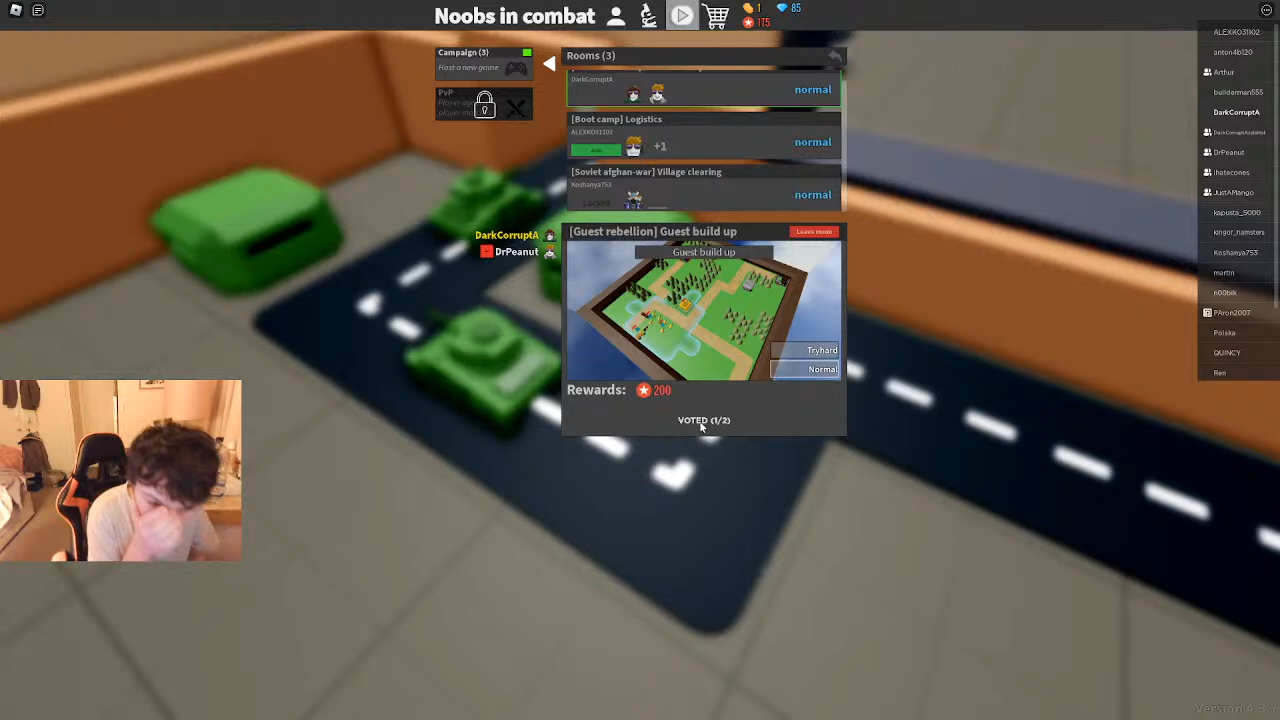 Noobs in combat
1
85
175
Campaign (3)
Host a new game
PvP
Rooms (3)
DarkCorruptA
normal
[Boot camp] Logistics
ALEXKO31102
Join
+1
normal
[Soviet afghan-war] Village clearing
Koshanya753
Locked
normal
DarkCorruptA
DrPeanut
[Guest rebellion] Guest build up
Leave room
Guest build up
Tryhard
Normal
Rewards: 200
VOTED (1/2)
ALEXKO31102
anton4b120
Arthur
builderman555
DarkCorruptA
DrPeanut
Ihatecones
JustAMango
kapusta_5000
kingor_hamsters
Koshanya753
martin
n00bik
PAron2007
Polska
QUINCY
Ren